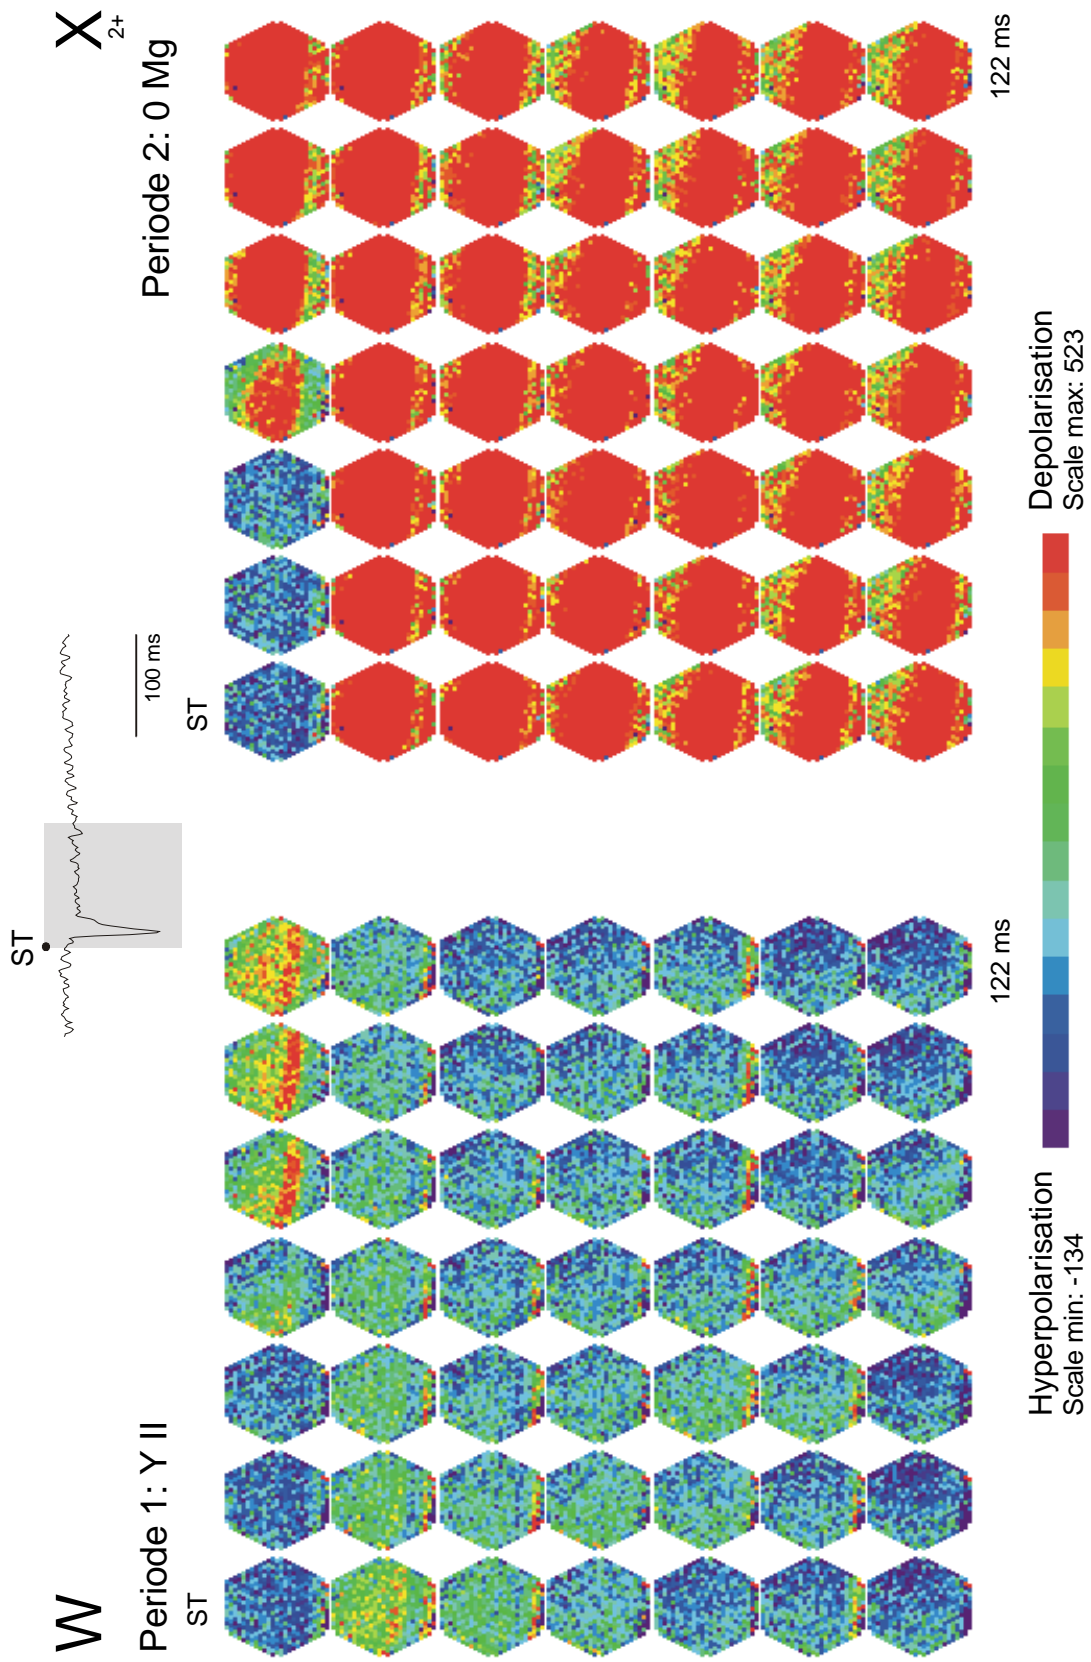 W
X
Periode 1: Y II
Periode 2: 0 Mg 2+
ST
100 ms
ST
ST
122 ms
122 ms
Hyperpolarisation
Scale min: -134
Depolarisation
Scale max: 523